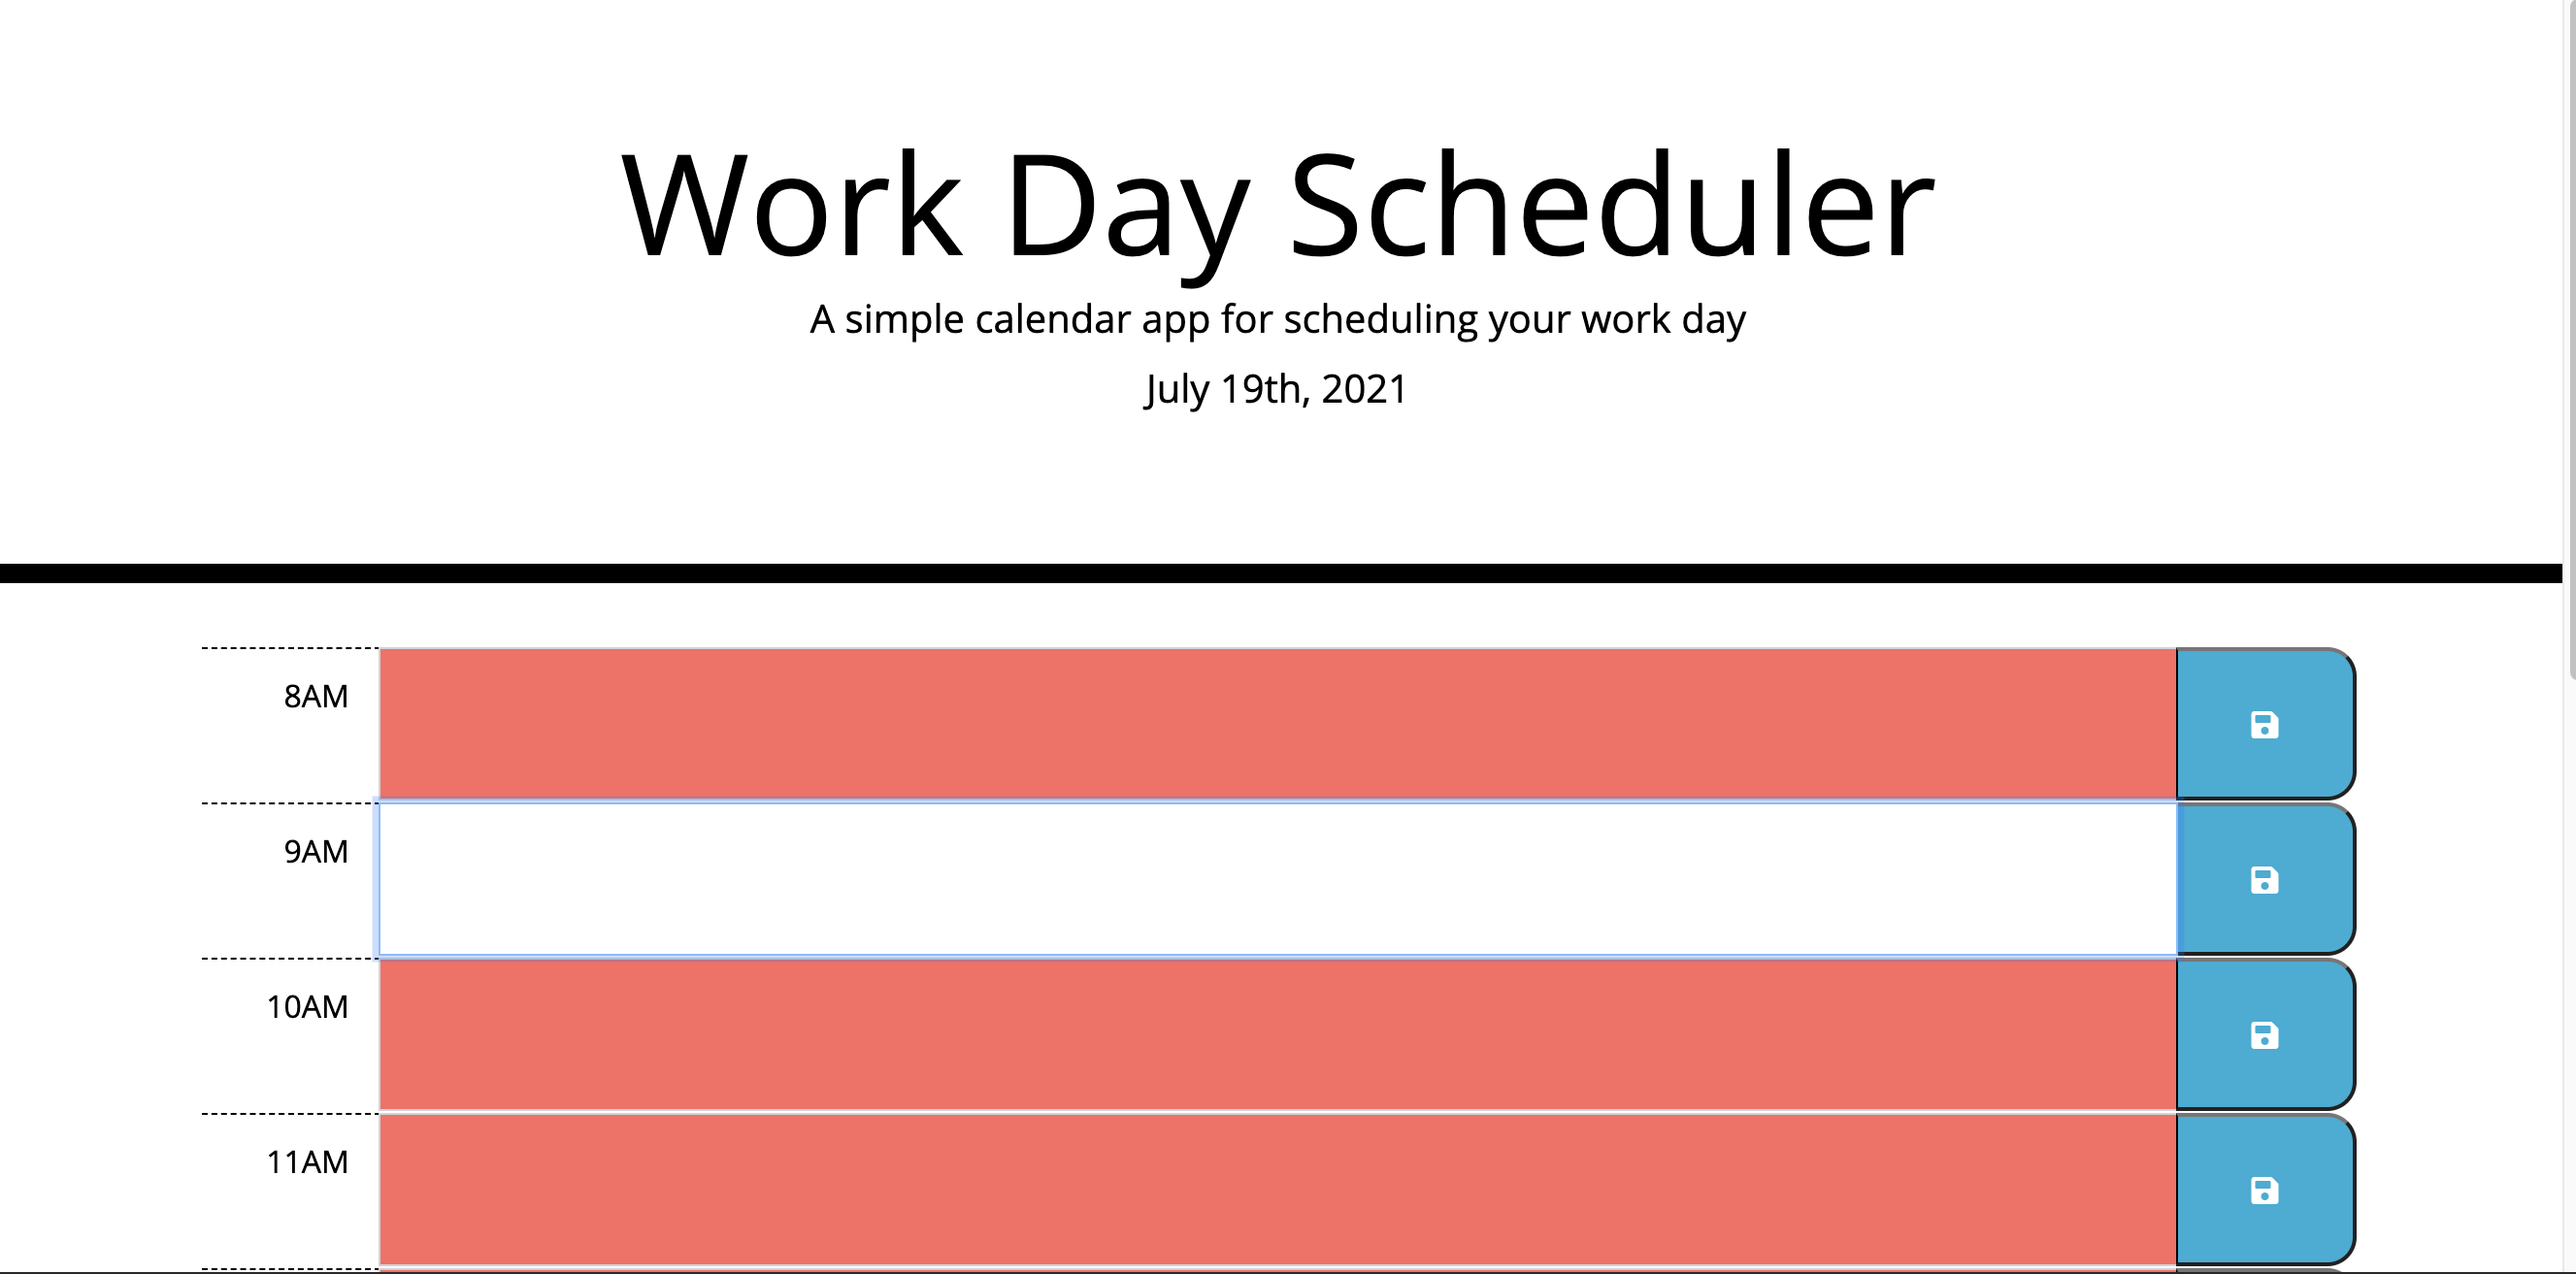 Work Day Scheduler
A simple calendar app for scheduling your work day
July 19th, 2021
8AM
9AM
10AM
11AM